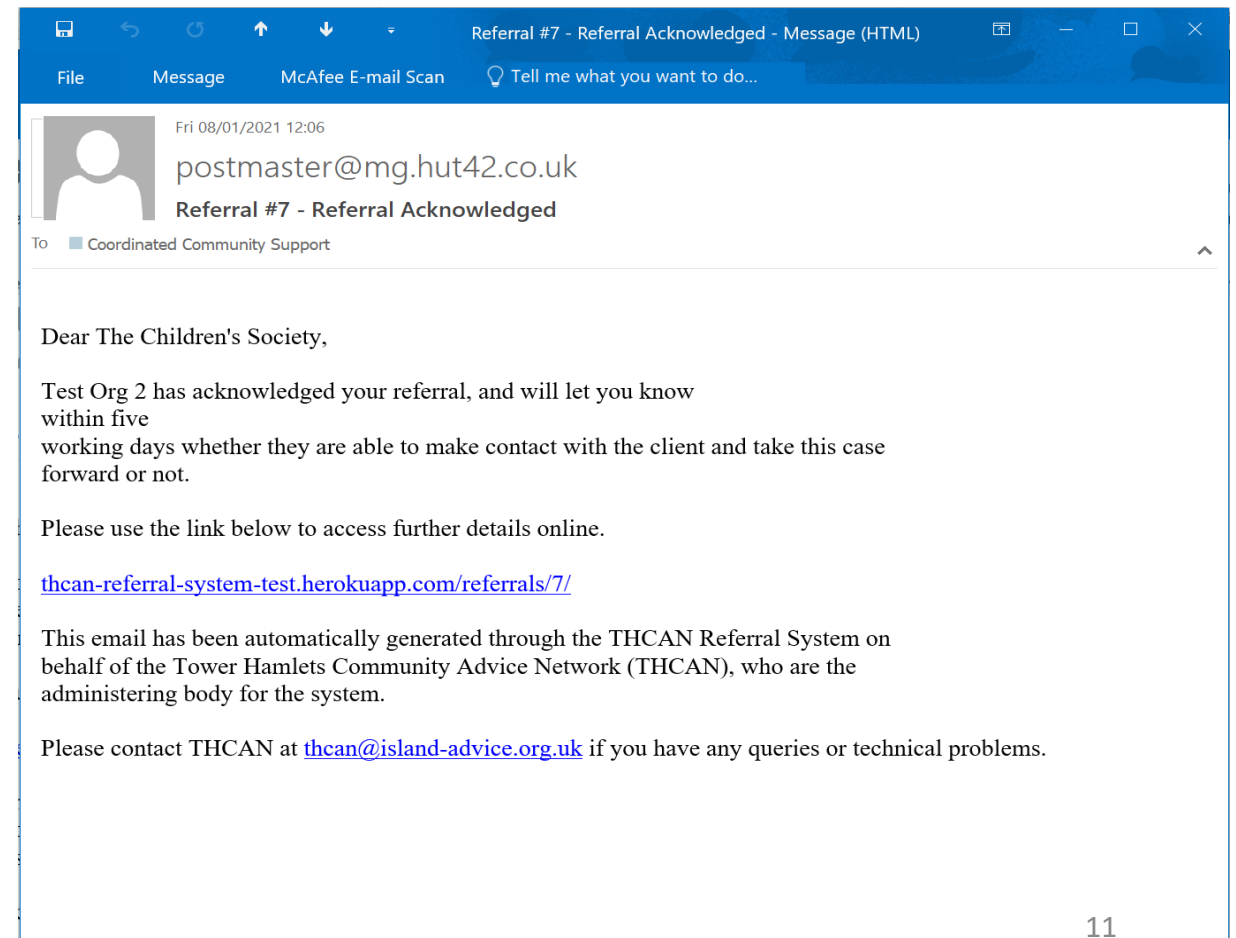 Referral #7 - Referral Acknowledged - Message (HTML)
File Message McAfee E-mail Scan Tell me what you want to do...
Fri 08/01/2021 12:06
postmaster@mg.hut42.co.uk
Referral #7 - Referral Acknowledged
To Coordinated Community Support
Dear The Children's Society,
Test Org 2 has acknowledged your referral, and will let you know
within five
working days whether they are able to make contact with the client and take this case
forward or not.
Please use the link below to access further details online.
thcan-referral-system-test.herokuapp.com/referrals/7/
This email has been automatically generated through the THCAN Referral System on
behalf of the Tower Hamlets Community Advice Network (THCAN), who are the
administering body for the system.
Please contact THCAN at thcan@island-advice.org.uk if you have any queries or technical problems.
11